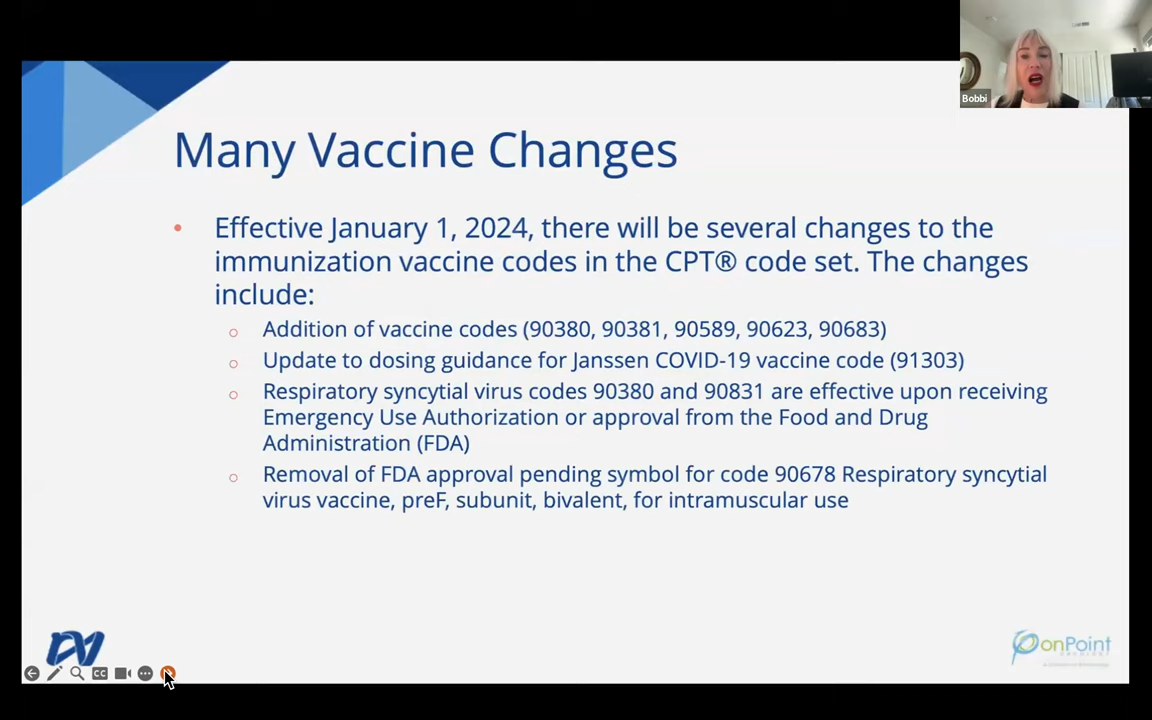 Bobbi
Many Vaccine Changes
• Effective January 1, 2024, there will be several changes to the
immunization vaccine codes in the CPT® code set. The changes
include:
o Addition of vaccine codes (90380, 90381, 90589, 90623, 90683)
o Update to dosing guidance for Janssen COVID-19 vaccine code (91303)
o Respiratory syncytial virus codes 90380 and 90831 are effective upon receiving
Emergency Use Authorization or approval from the Food and Drug
Administration (FDA)
o Removal of FDA approval pending symbol for code 90678 Respiratory syncytial
virus vaccine, preF, subunit, bivalent, for intramuscular use
onPoint
CC